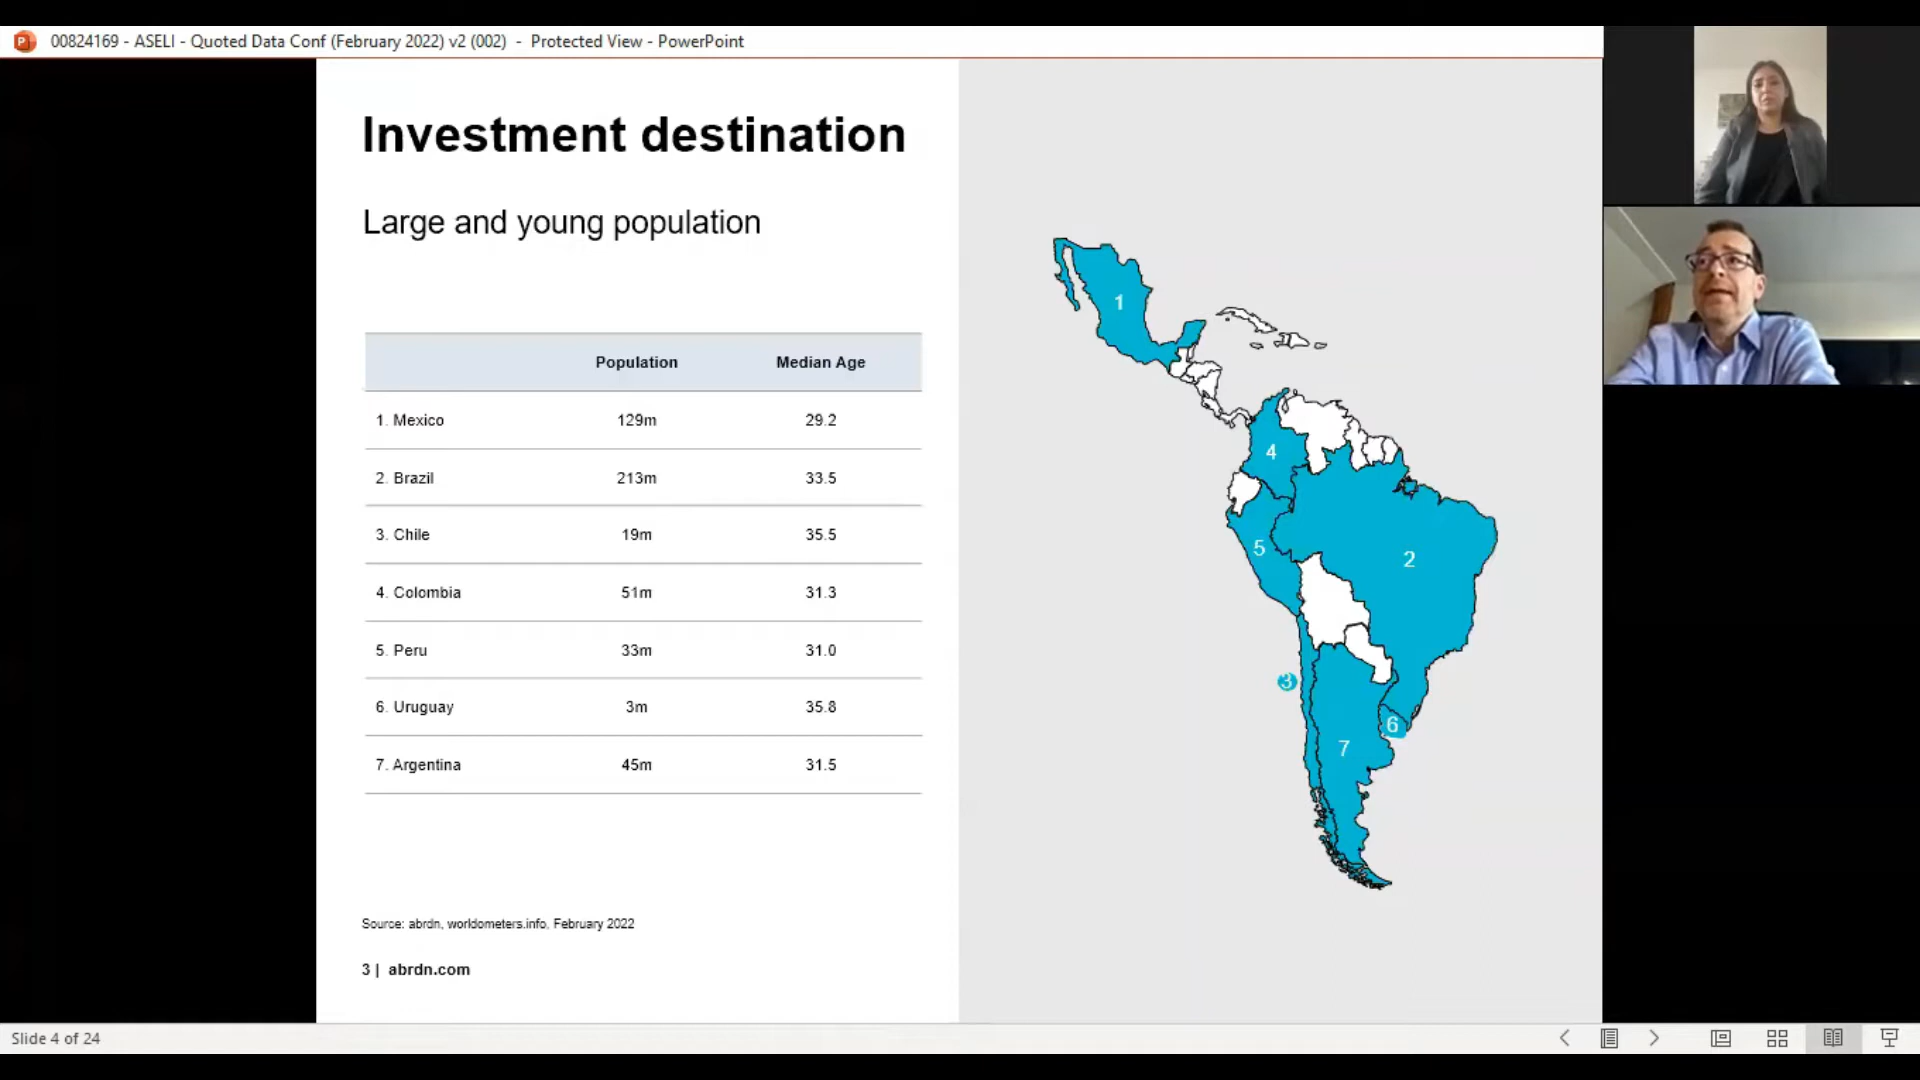 00824169 - ASELI - Quoted Data Conf (February 2022) v2 (002) - Protected View - PowerPoint
Investment destination
Large and young population
Population Median Age
1. Mexico 129m 29.2
2. Brazil 213m 33.5
3. Chile 19m 35.5
4. Colombia 51m 31.3
5. Peru 33m 31.0
6. Uruguay 3m 35.8
7. Argentina 45m 31.5
Source: abrdn, worldometers.info, February 2022
3 | abrdn.com
1
4
5
2
3
6
7
Slide 4 of 24